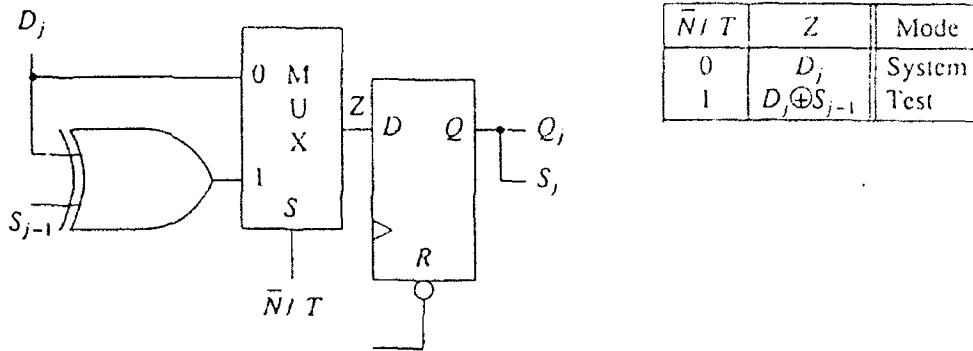 D_j
0 M
U
X
Z
D Q
Q_j
1
S
S_j
S_{j-1}
R
N̄/ T
N̄/ T Z Mode
0 D_j System
1 D_j⊕S_{j-1} Test